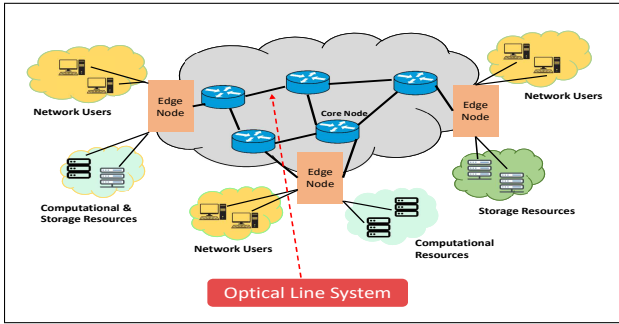 Network Users
Edge
Node
Core Node
Edge
Node
Network Users
Computational &
Storage Resources
Edge
Node
Storage Resources
Network Users
Computational
Resources
Optical Line System